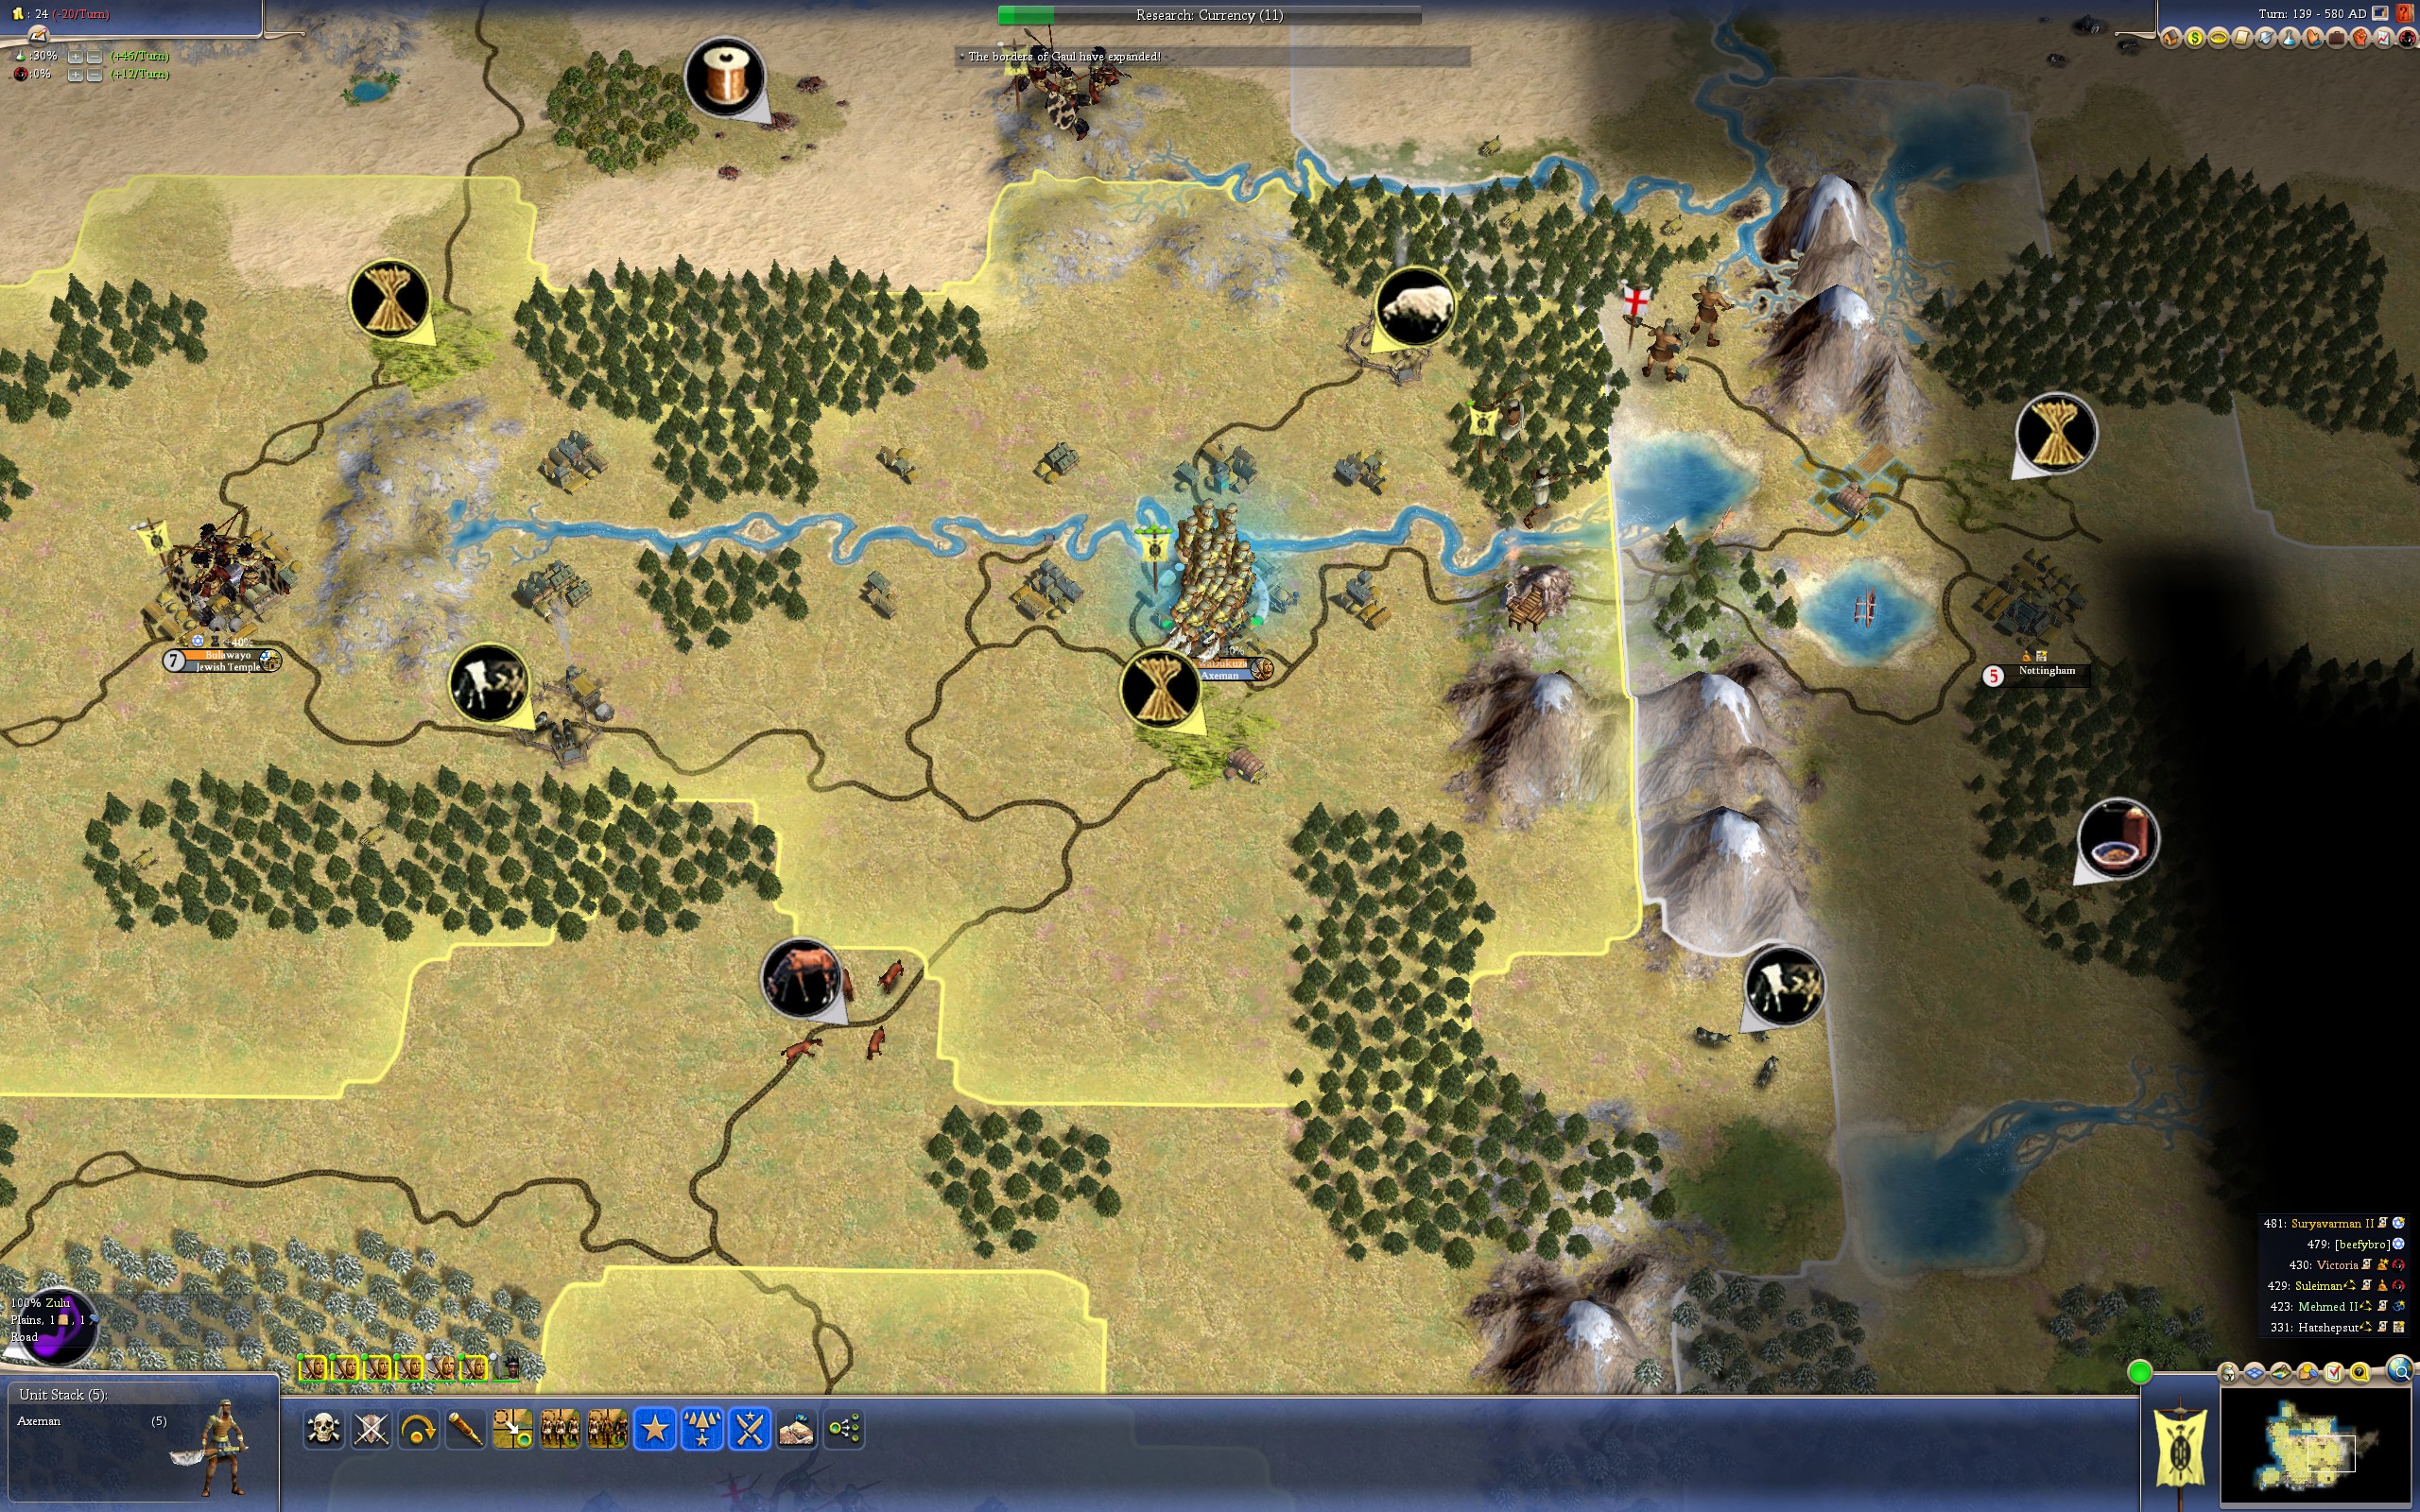 : 24 (-20/Turn)
:30% (+46/Turn)
:0% (+12/Turn)
Research: Currency (11)
• The borders of Gaul have expanded!
Turn: 139 - 580 AD
+40%
7 Bulawayo
Jewish Temple
Axeman
5 Nottingham
481: Suryavarman II
479: [beefybro]
430: Victoria
429: Suleiman
423: Mehmed II
331: Hatshepsut
100% Zulu
Plains, 1 , 1
Road
Unit Stack (5):
Axeman (5)